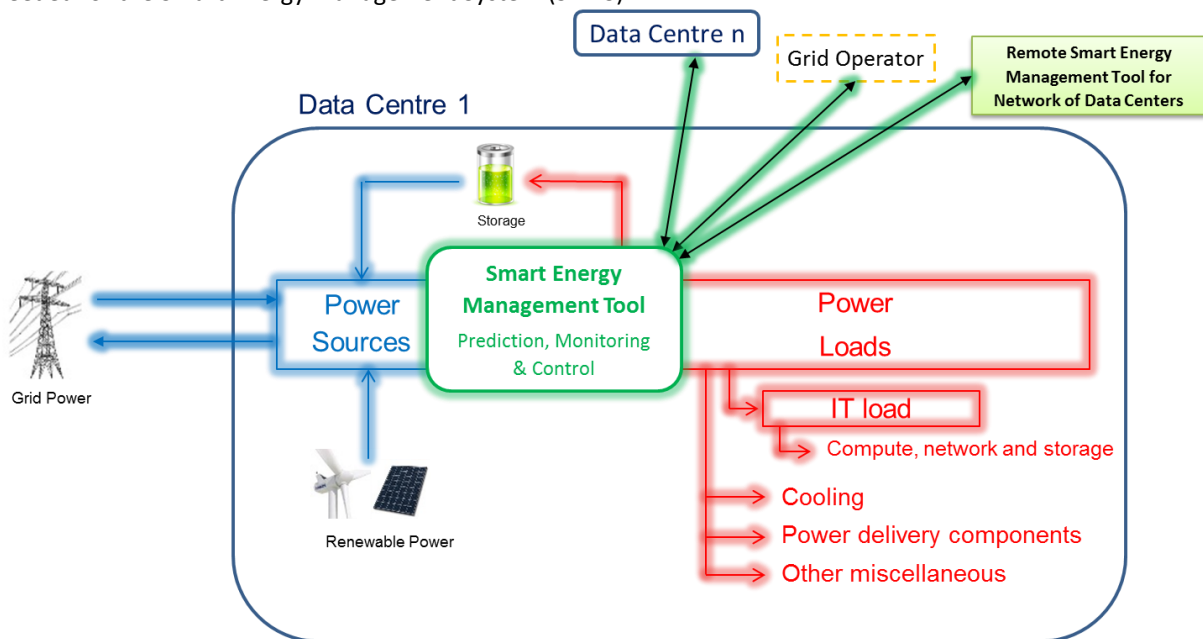 Data Centre n
Grid Operator
Remote Smart Energy
Management Tool for
Network of Data Centers
Data Centre 1
Storage
Smart Energy
Management Tool
Prediction, Monitoring
& Control
Power
Sources
Power
Loads
Grid Power
IT load
Compute, network and storage
Cooling
Power delivery components
Other miscellaneous
Renewable Power